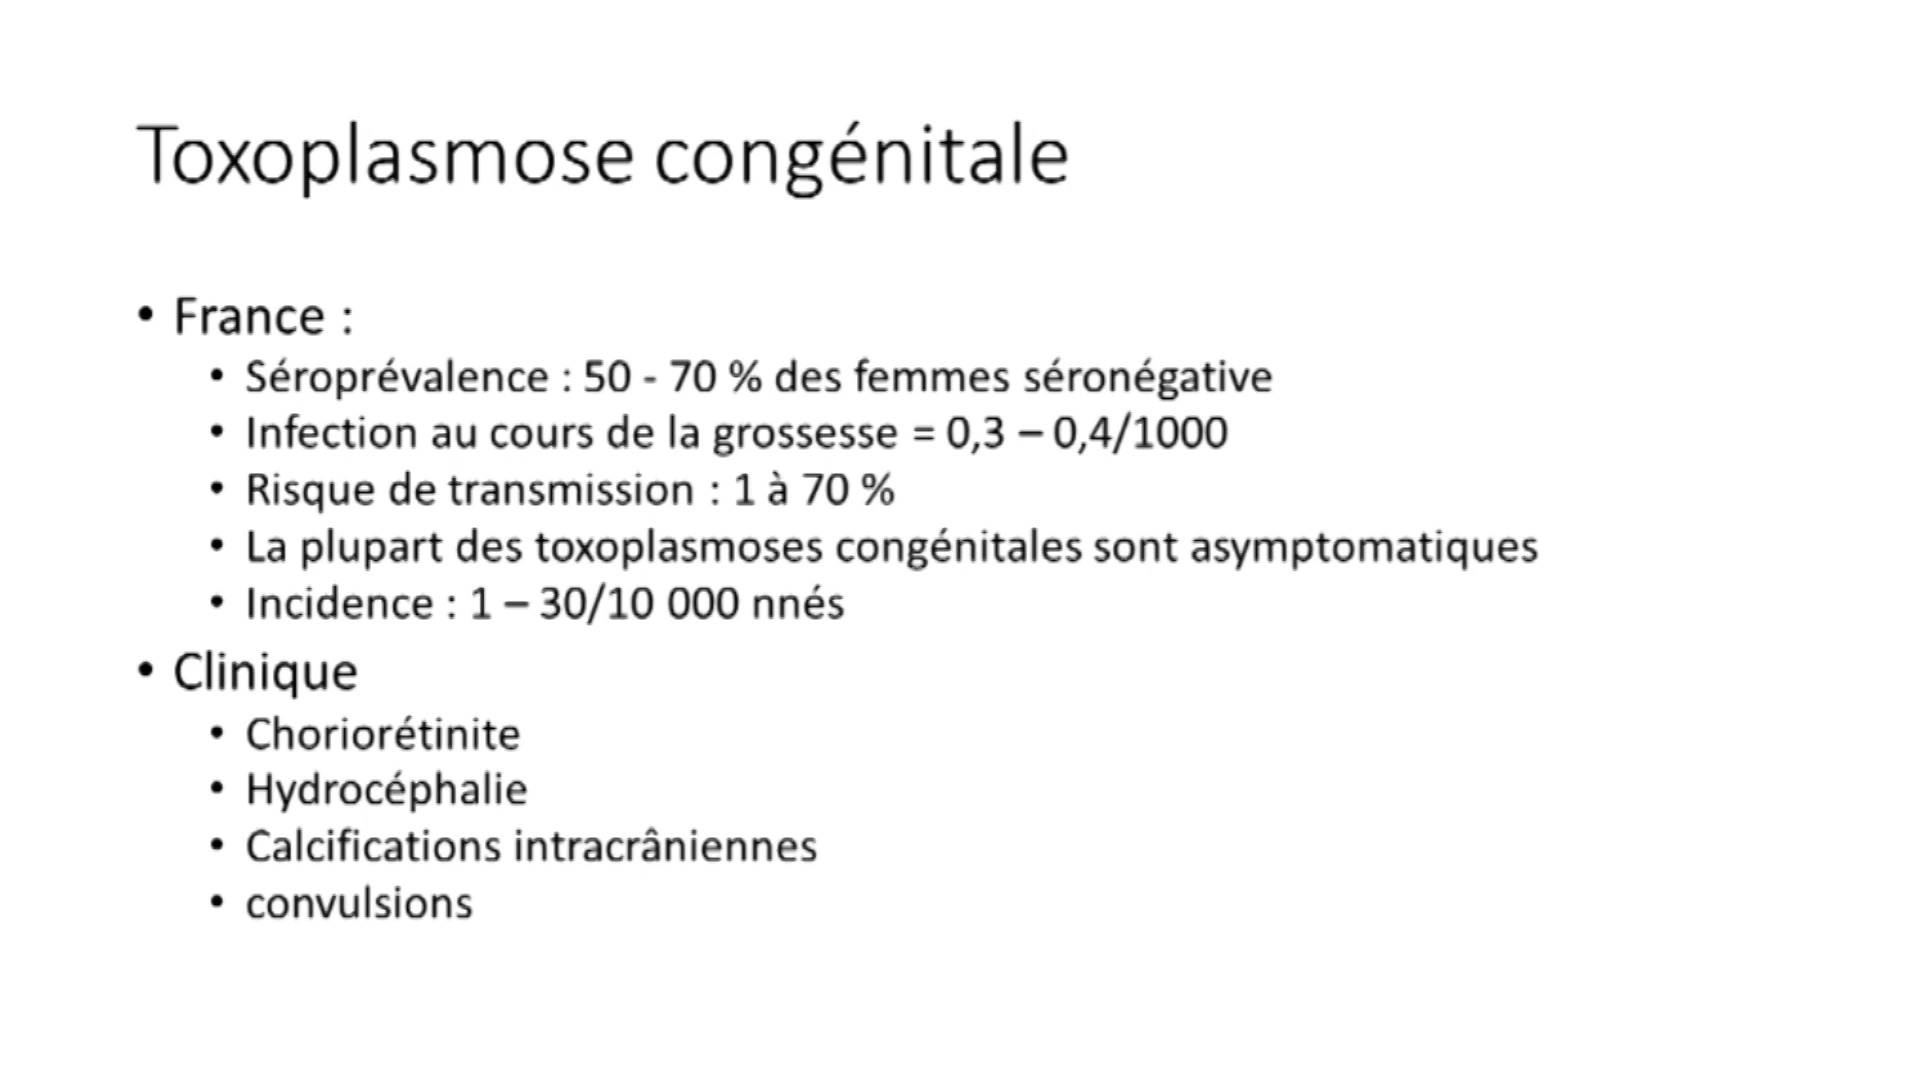 Toxoplasmose congénitale
• France :
• Séroprévalence : 50 - 70 % des femmes séronégative
• Infection au cours de la grossesse = 0,3 – 0,4/1000
• Risque de transmission : 1 à 70 %
• La plupart des toxoplasmoses congénitales sont asymptomatiques
• Incidence : 1 – 30/10 000 nnés
• Clinique
• Choriorétinite
• Hydrocéphalie
• Calcifications intracrâniennes
• convulsions